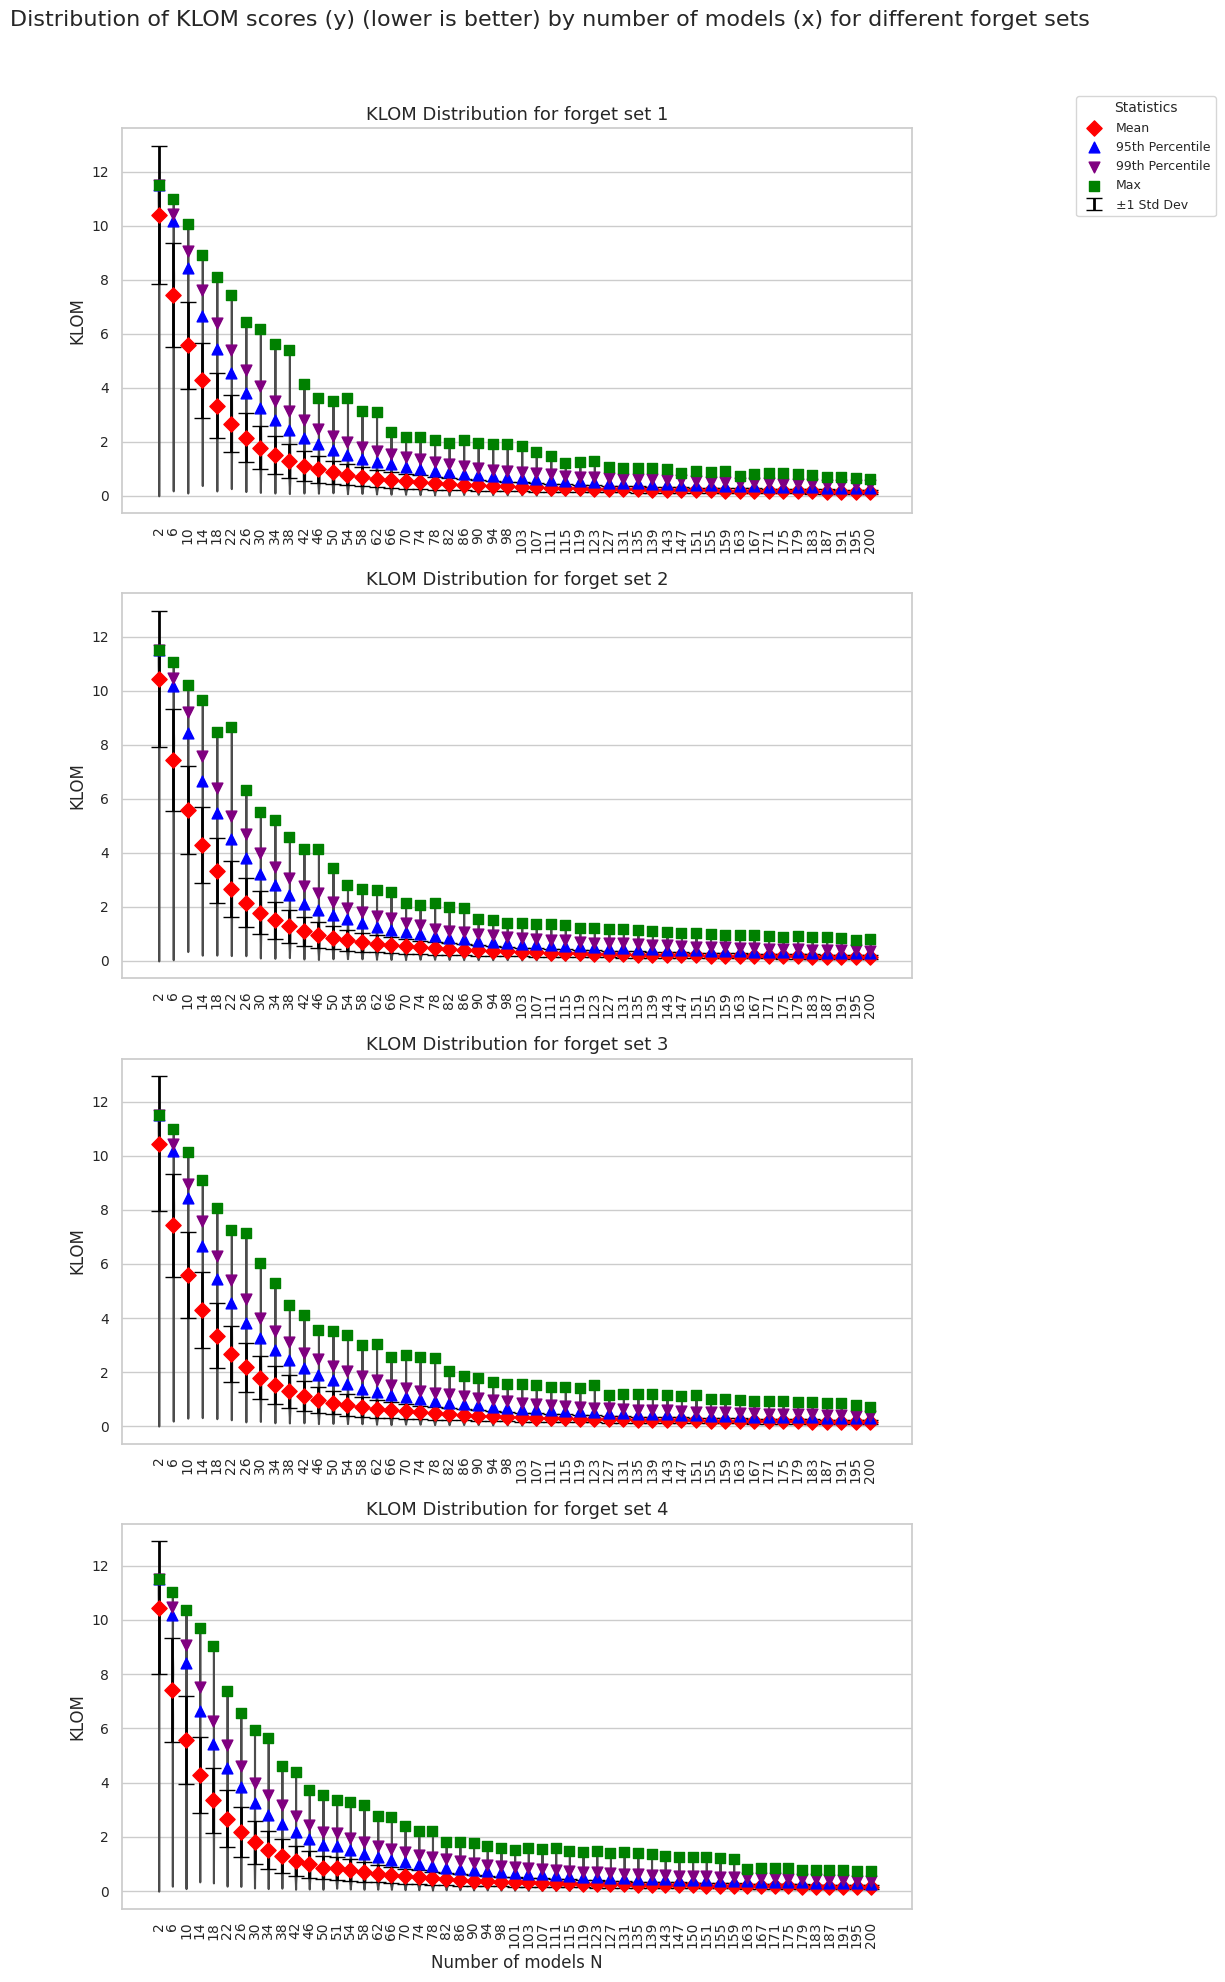 Distribution of KLOM scores (y) (lower is better) by number of models (x) for different forget sets
Statistics
Mean
95th Percentile
99th Percentile
Max
±1 Std Dev
KLOM Distribution for forget set 1
KLOM
12
10
8
6
4
2
0
2 6 10 14 18 22 26 30 34 38 42 46 50 54 58 62 66 70 74 78 82 86 90 94 98 103 107 111 115 119 123 127 131 135 139 143 147 151 155 159 163 167 171 175 179 183 187 191 195 200
KLOM Distribution for forget set 2
KLOM
12
10
8
6
4
2
0
2 6 10 14 18 22 26 30 34 38 42 46 50 54 58 62 66 70 74 78 82 86 90 94 98 103 107 111 115 119 123 127 131 135 139 143 147 151 155 159 163 167 171 175 179 183 187 191 195 200
KLOM Distribution for forget set 3
KLOM
12
10
8
6
4
2
0
2 6 10 14 18 22 26 30 34 38 42 46 50 54 58 62 66 70 74 78 82 86 90 94 98 103 107 111 115 119 123 127 131 135 139 143 147 151 155 159 163 167 171 175 179 183 187 191 195 200
KLOM Distribution for forget set 4
KLOM
12
10
8
6
4
2
0
2 6 10 14 18 22 26 30 34 38 42 46 50 51 54 58 62 66 70 74 78 82 86 90 94 98 101 103 107 111 115 119 123 127 131 135 139 143 147 150 151 155 159 163 167 171 175 179 183 187 191 195 200
Number of models N